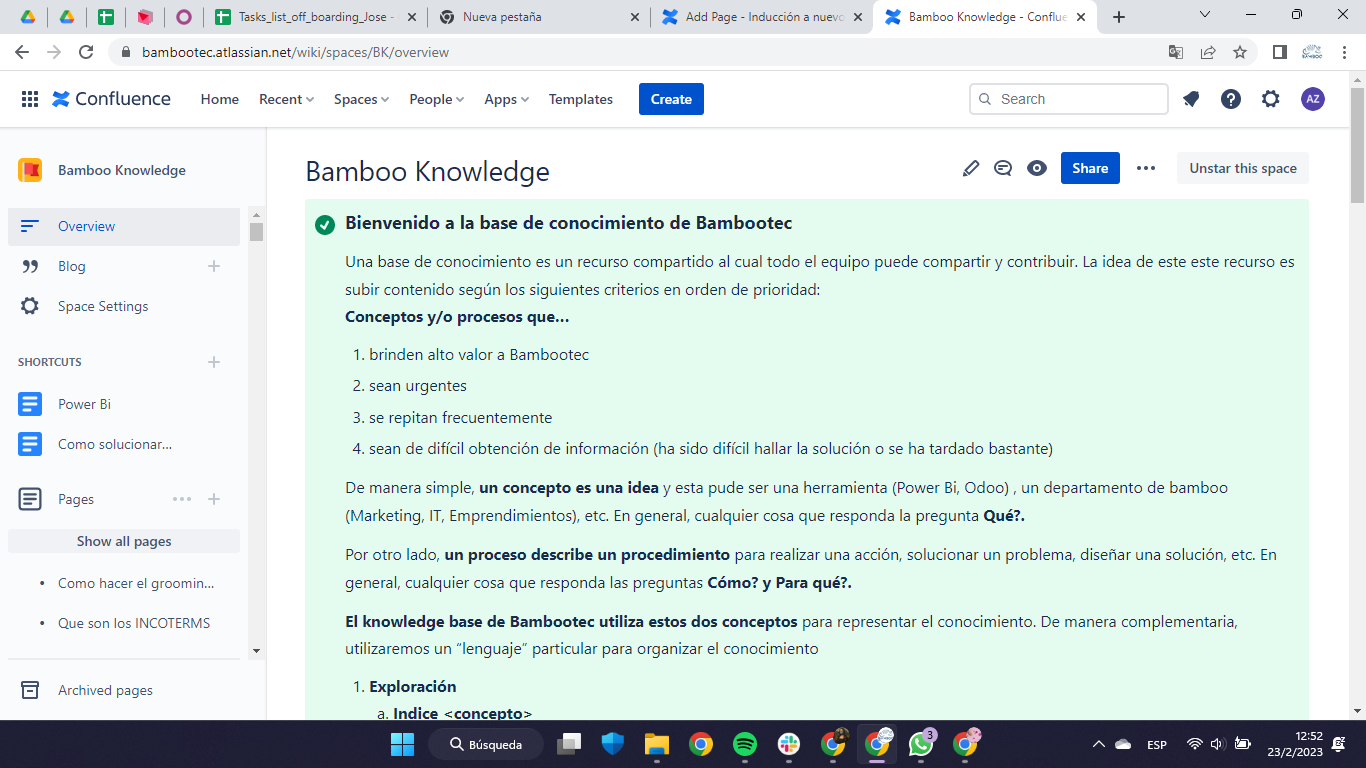 Tasks_list_off_boarding_Jose -
Nueva pestaña
Add Page - Inducción a nuevo
Bamboo Knowledge - Conflue
bambootec.atlassian.net/wiki/spaces/BK/overview
Confluence
Home
Recent
Spaces
People
Apps
Templates
Create
Search
AZ
Bamboo Knowledge
Overview
Blog
Space Settings
SHORTCUTS
Power Bi
Como solucionar...
Pages
Show all pages
Como hacer el groomin...
Que son los INCOTERMS
Archived pages
Bamboo Knowledge
Share
Unstar this space
Bienvenido a la base de conocimiento de Bambootec
Una base de conocimiento es un recurso compartido al cual todo el equipo puede compartir y contribuir. La idea de este este recurso es
subir contenido según los siguientes criterios en orden de prioridad:
Conceptos y/o procesos que…
1. brinden alto valor a Bambootec
2. sean urgentes
3. se repitan frecuentemente
4. sean de difícil obtención de información (ha sido difícil hallar la solución o se ha tardado bastante)
De manera simple, un concepto es una idea y esta pude ser una herramienta (Power Bi, Odoo) , un departamento de bamboo
(Marketing, IT, Emprendimientos), etc. En general, cualquier cosa que responda la pregunta Qué?.
Por otro lado, un proceso describe un procedimiento para realizar una acción, solucionar un problema, diseñar una solución, etc. En
general, cualquier cosa que responda las preguntas Cómo? y Para qué?.
El knowledge base de Bambootec utiliza estos dos conceptos para representar el conocimiento. De manera complementaria,
utilizaremos un “lenguaje” particular para organizar el conocimiento
1. Exploración
a. Indice <concepto>
Búsqueda
3
ESP
12:52
23/2/2023